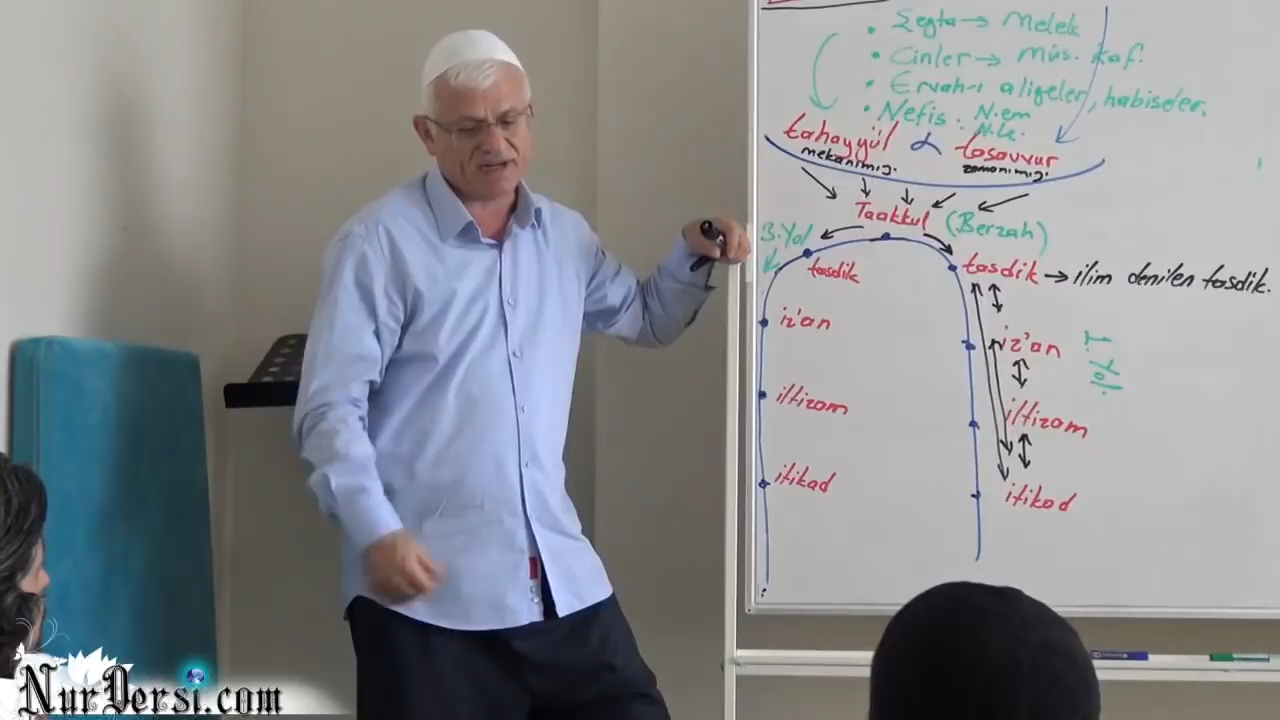 • Şeyta → Melek
• Cinler → Müs. kaf.
• Ervah-ı aliyeler, habiseler.
• Nefis : N.em
N.le.
tahayyül & tasavvur
mekanımız. zamanımız.
Taakkul (Berzah)
3.Yol
tasdik tasdik → ilim denilen tasdik.
iz'an iz'an
1. Yol.
iltizam iltizam
itikad itikad
NurDersi.com